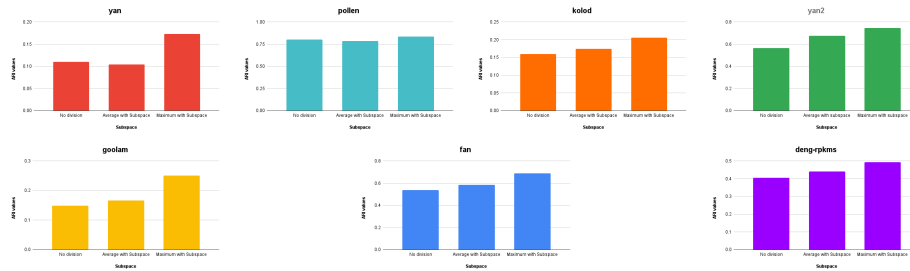 yan
ARI values
0.20
0.15
0.10
0.05
0.00
No division
Average with Subspace
Maximum with Subspace
Subspace
pollen
ARI values
1.00
0.75
0.50
0.25
0.00
No division
Average with Subspace
Maximum with Subspace
Subspace
kolod
ARI values
0.25
0.20
0.15
0.10
0.05
0.00
No division
Average with Subspace
Maximum with Subspace
Subspace
yan2
ARI values
0.8
0.6
0.4
0.2
0.0
No division
Average with Subspace
Maximum with Subspace
Subspace
goolam
ARI values
0.3
0.2
0.1
0.0
No division
Average with Subspace
Maximum with Subspace
Subspace
fan
ARI values
0.8
0.6
0.4
0.2
0.0
No division
Average with Subspace
Maximum with Subspace
Subspace
deng-rpkms
ARI values
0.5
0.4
0.3
0.2
0.1
0.0
No division
Average with Subspace
Maximum with Subspace
Subspace